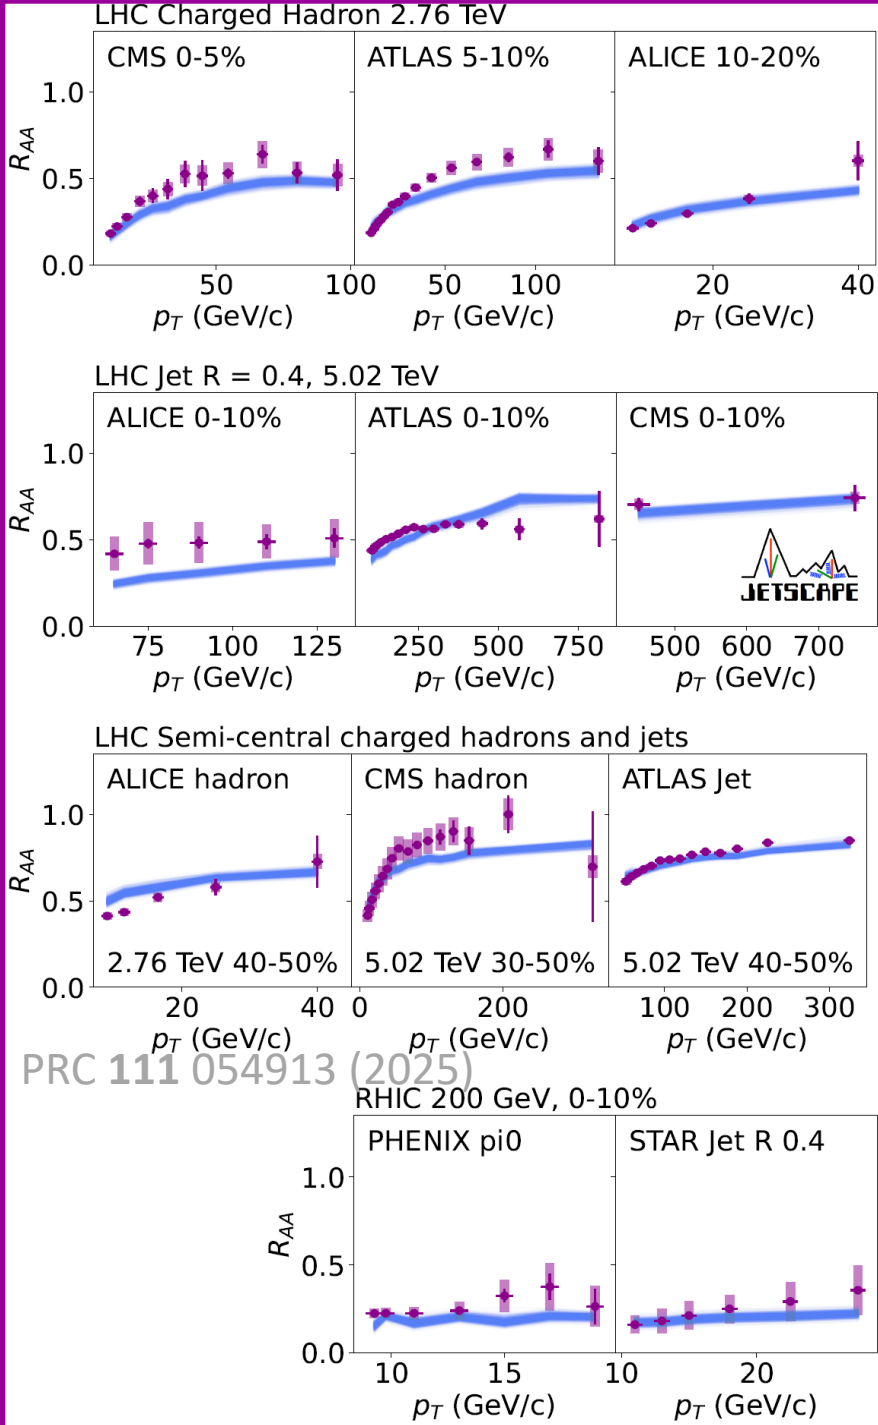 LHC Charged Hadron 2.76 TeV
CMS 0-5%
ATLAS 5-10%
ALICE 10-20%
R_AA
1.0
0.5
0.0
50
100
50
100
20
40
p_T (GeV/c)
p_T (GeV/c)
p_T (GeV/c)
LHC Jet R = 0.4, 5.02 TeV
ALICE 0-10%
ATLAS 0-10%
CMS 0-10%
R_AA
1.0
0.5
0.0
JETSCAPE
75
100
125
250
500
750
500
600
700
p_T (GeV/c)
p_T (GeV/c)
p_T (GeV/c)
LHC Semi-central charged hadrons and jets
ALICE hadron
CMS hadron
ATLAS Jet
R_AA
1.0
0.5
0.0
2.76 TeV 40-50%
5.02 TeV 30-50%
5.02 TeV 40-50%
20
40
0
200
100
200
300
p_T (GeV/c)
p_T (GeV/c)
p_T (GeV/c)
PRC 111 054913 (2025)
RHIC 200 GeV, 0-10%
PHENIX pi0
STAR Jet R 0.4
R_AA
1.0
0.5
0.0
10
15
10
20
p_T (GeV/c)
p_T (GeV/c)